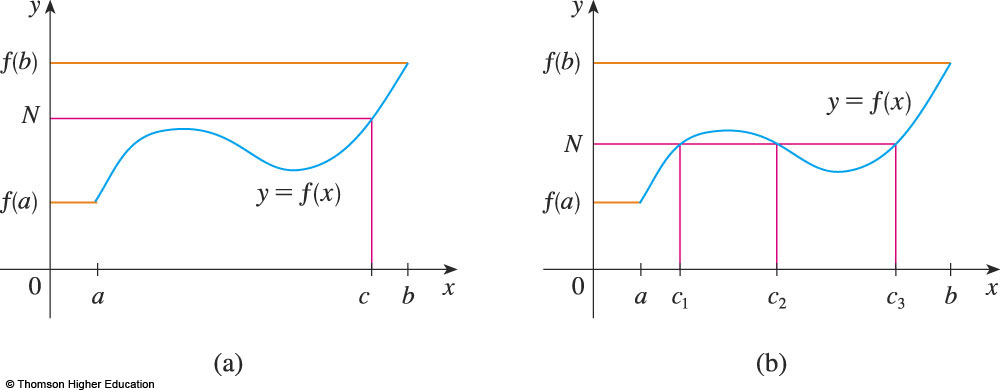 y
f(b)
N
f(a)
y = f(x)
0
a
c
b
x
(a)
y
f(b)
y = f(x)
N
f(a)
0
a
c₁
c₂
c₃
b
x
(b)
© Thomson Higher Education